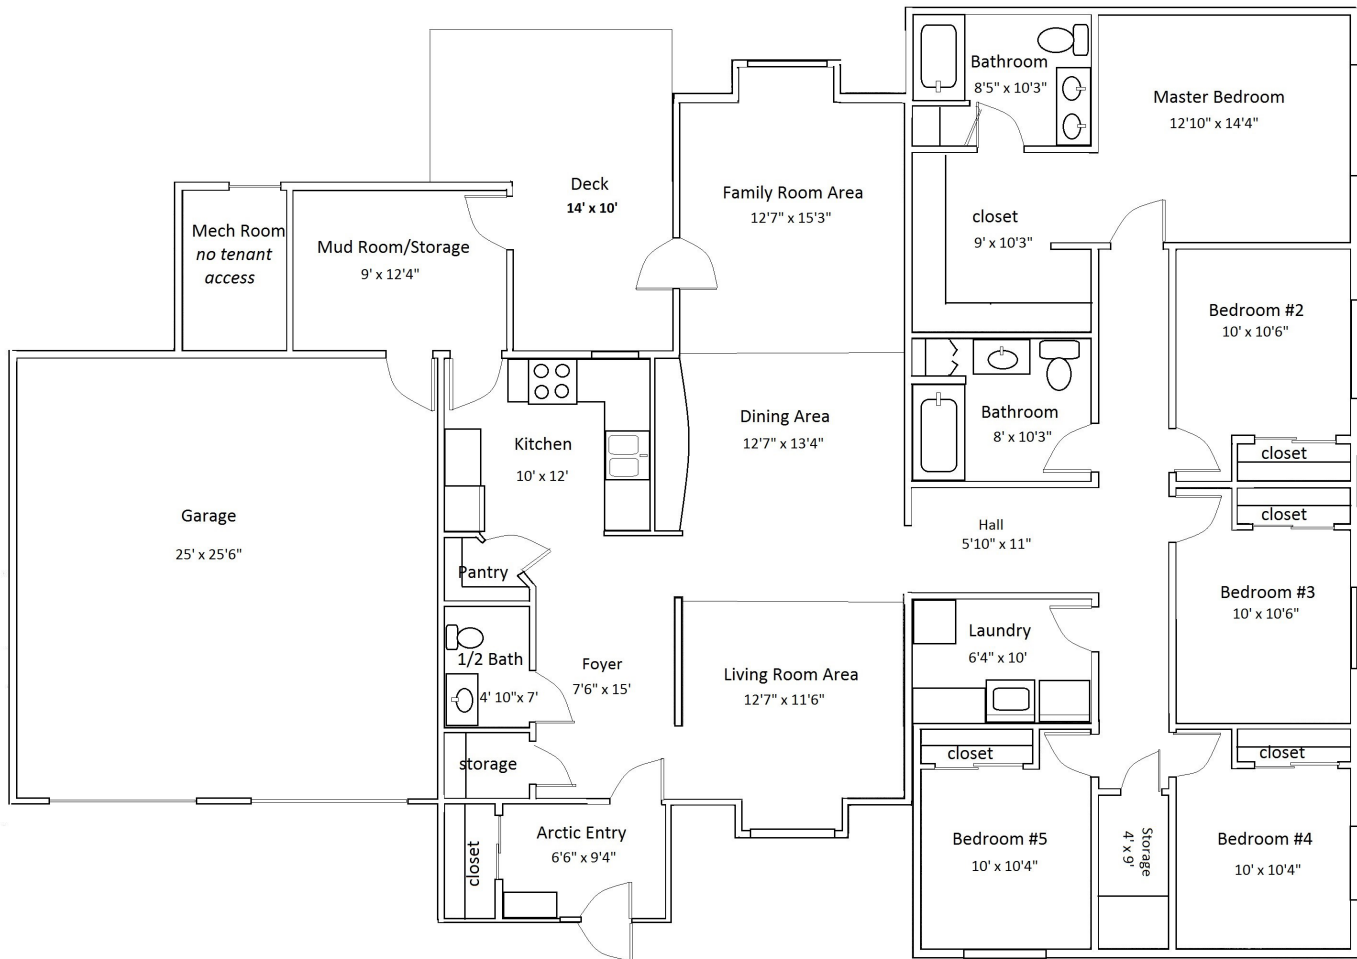 Bathroom
8'5" x 10'3"
Master Bedroom
12'10" x 14'4"
Deck
14' x 10'
Family Room Area
12'7" x 15'3"
closet
9' x 10'3"
Mech Room
no tenant
access
Mud Room/Storage
9' x 12'4"
Bedroom #2
10' x 10'6"
closet
Kitchen
10' x 12'
Dining Area
12'7" x 13'4"
Bathroom
8' x 10'3"
Garage
25' x 25'6"
Hall
5'10" x 11"
closet
Bedroom #3
10' x 10'6"
Pantry
1/2 Bath
4' 10"x 7'
Foyer
7'6" x 15'
Living Room Area
12'7" x 11'6"
Laundry
6'4" x 10'
storage
closet
closet
closet
Arctic Entry
6'6" x 9'4"
Bedroom #5
10' x 10'4"
Storage
4' x 9'
Bedroom #4
10' x 10'4"